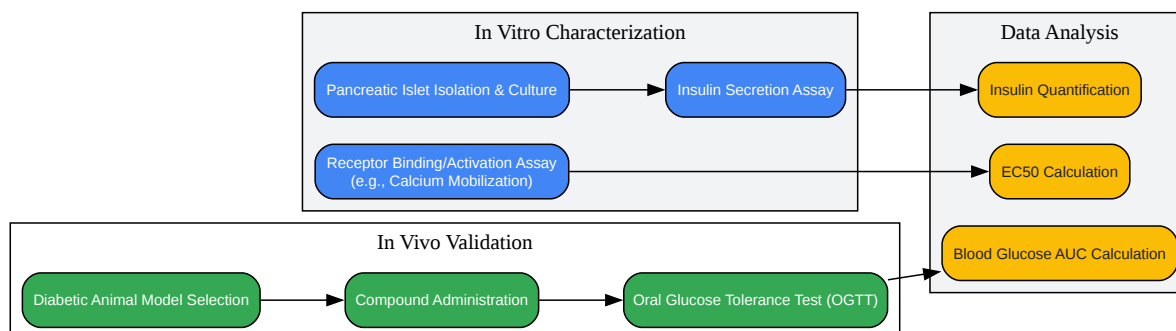 In Vitro Characterization
Data Analysis
Pancreatic Islet Isolation & Culture
Insulin Secretion Assay
Insulin Quantification
Receptor Binding/Activation Assay
(e.g., Calcium Mobilization)
EC50 Calculation
In Vivo Validation
Blood Glucose AUC Calculation
Diabetic Animal Model Selection
Compound Administration
Oral Glucose Tolerance Test (OGTT)